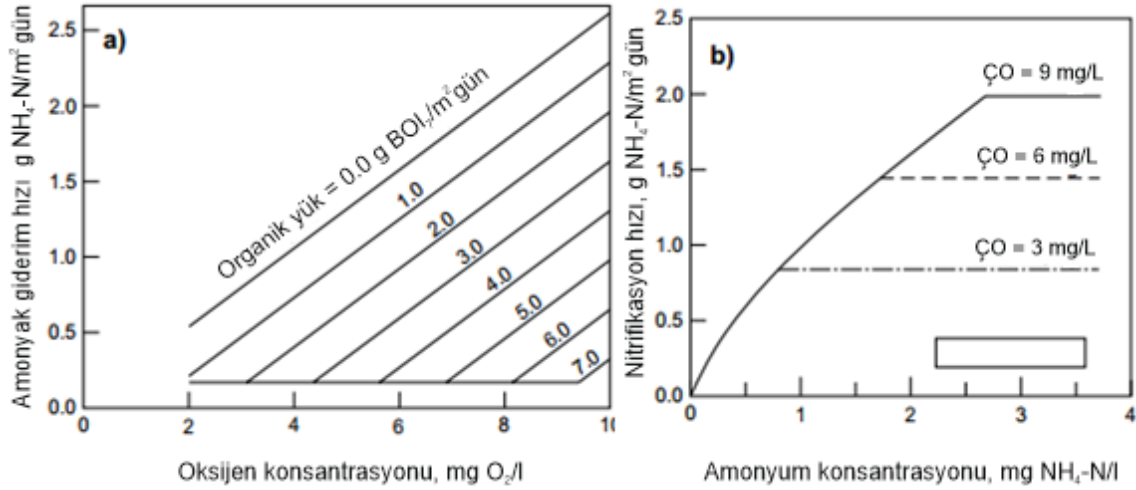 a)
Amonyak giderim hızı g NH₄-N/m² gün
2.5
2.0
1.5
1.0
0.5
0.0
Organik yük = 0.0 g BOI₇/m² gün
1.0
2.0
3.0
4.0
5.0
6.0
7.0
0 2 4 6 8 10
Oksijen konsantrasyonu, mg O₂/l
b)
Nitrifikasyon hızı, g NH₄-N/m² gün
2.5
2.0
1.5
1.0
0.5
0.0
ÇO = 9 mg/L
ÇO = 6 mg/L
ÇO = 3 mg/L
0 1 2 3 4
Amonyum konsantrasyonu, mg NH₄-N/l